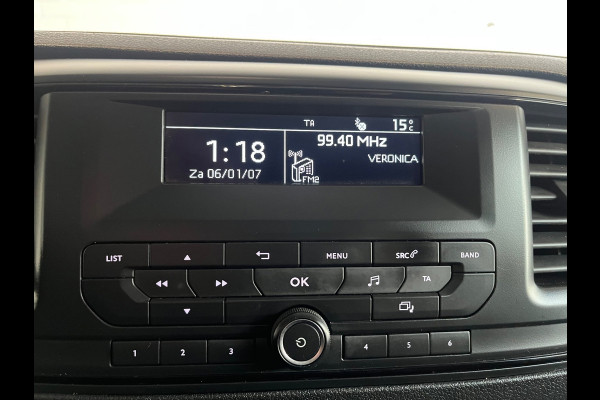 TA 15°C
99.40 MHz
1:18
VERONICA
Za 06/01/07
FM2
LIST
MENU
SRC
BAND
OK
TA
1
2
3
4
5
6